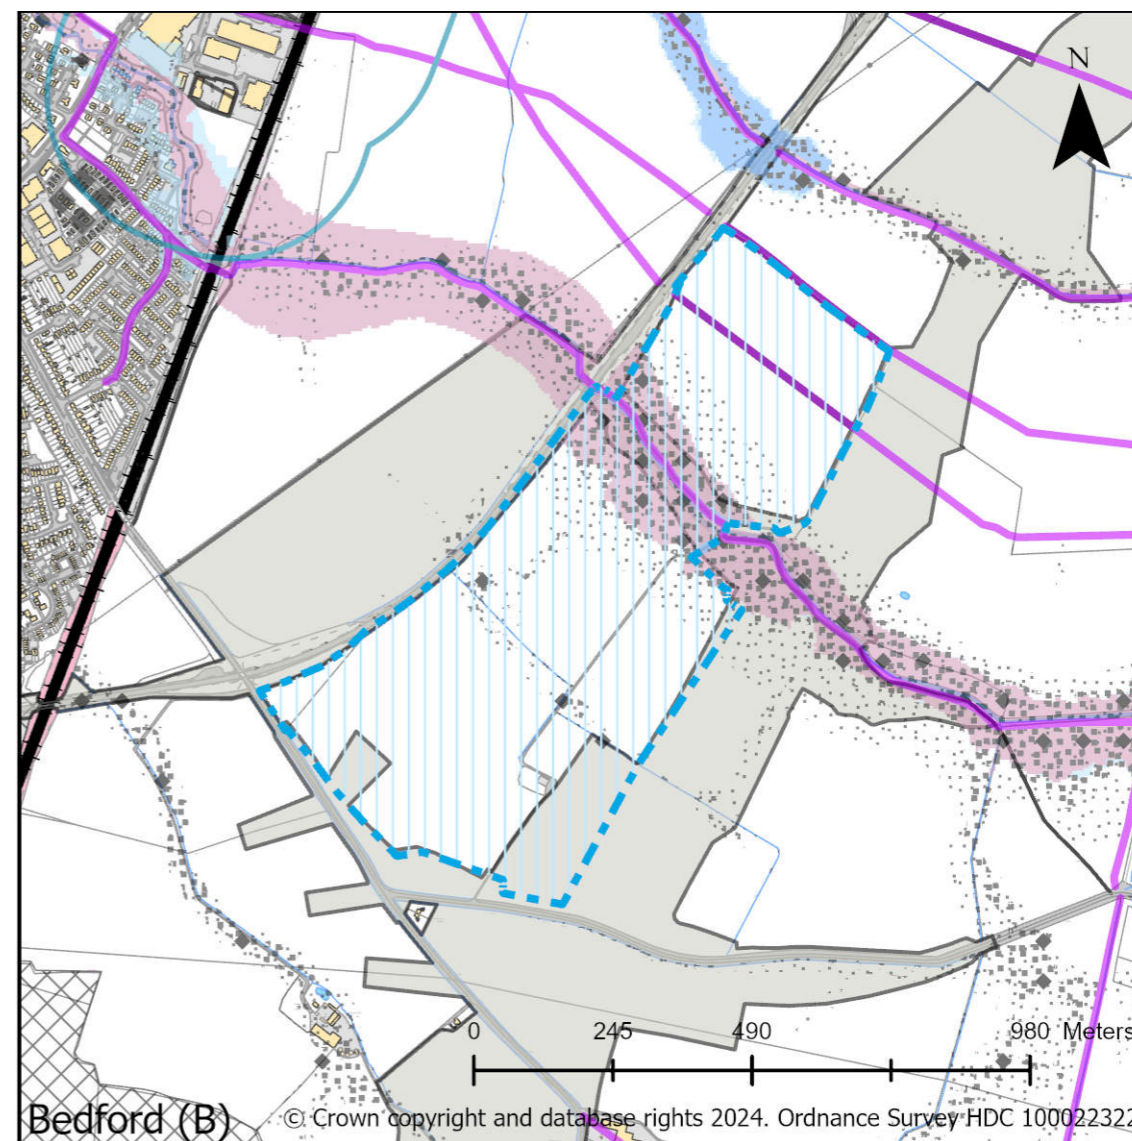 N
0 245 490 980 Meters
Bedford (B)
© Crown copyright and database rights 2024. Ordnance Survey HDC 100022322